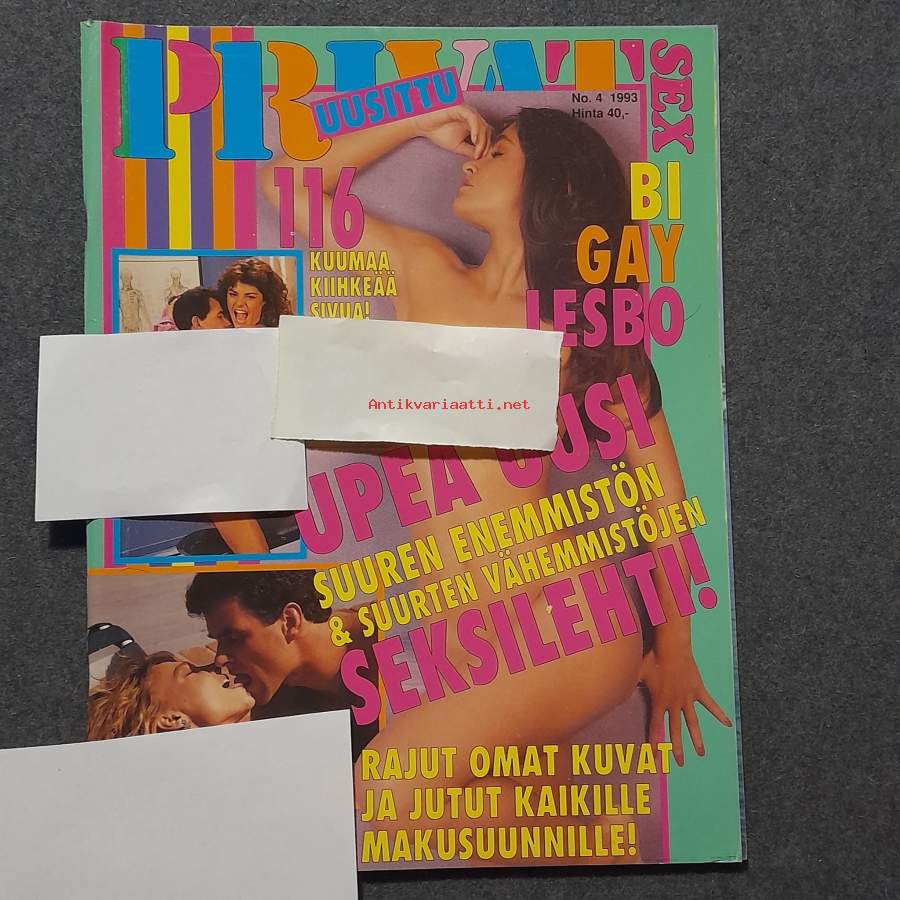 PRIVAT
SEX
UUSITTU
No. 4 1993
Hinta 40,-
116
KUUMAA
KIIHKEÄÄ
SIVUA!
BI
GAY
LESBO
Antikvariaatti.net
UPEA UUSI
SUUREN ENEMMISTÖN
& SUURTEN VÄHEMMISTÖJEN
SEKSILEHTI!
RAJUT OMAT KUVAT
JA JUTUT KAIKILLE
MAKUSUUNNILLE!